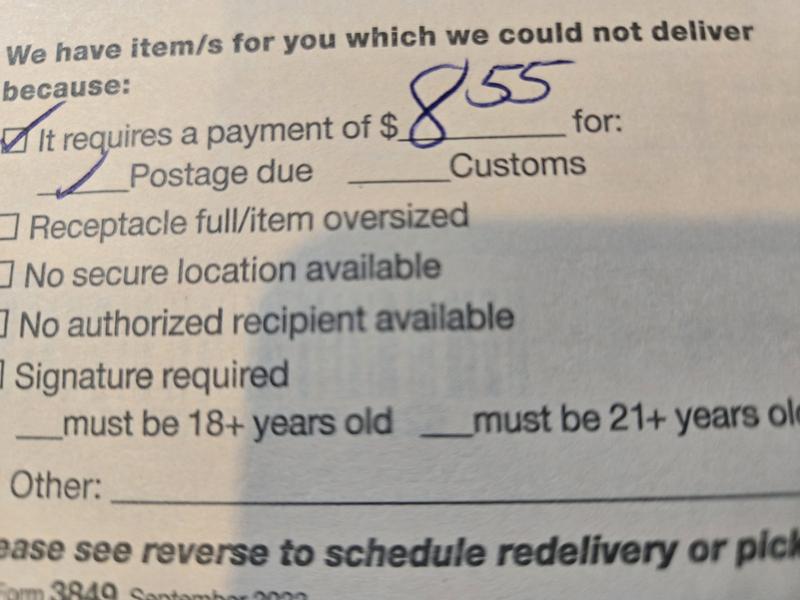 We have item/s for you which we could not deliver
because:
It requires a payment of $ 8 55 for:
Postage due Customs
Receptacle full/item oversized
No secure location available
No authorized recipient available
Signature required
must be 18+ years old must be 21+ years
Other:
see reverse to schedule redelivery or
3849